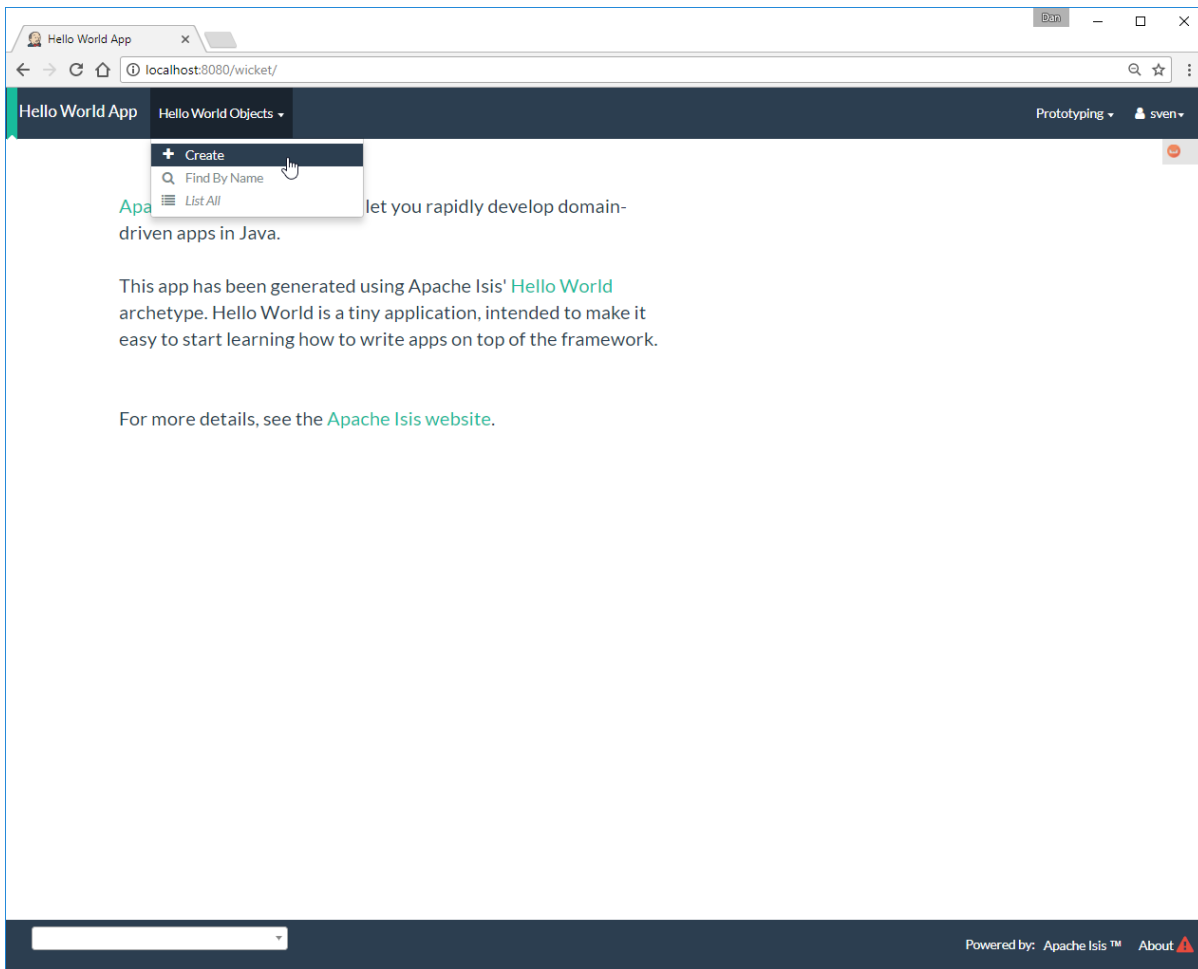 Dan
Hello World App
localhost:8080/wicket/
Hello World App Hello World Objects Prototyping sven
Create
Find By Name
List All
Apa let you rapidly develop domain-
driven apps in Java.
This app has been generated using Apache Isis' Hello World
archetype. Hello World is a tiny application, intended to make it
easy to start learning how to write apps on top of the framework.
For more details, see the Apache Isis website.
Powered by: Apache Isis ™ About